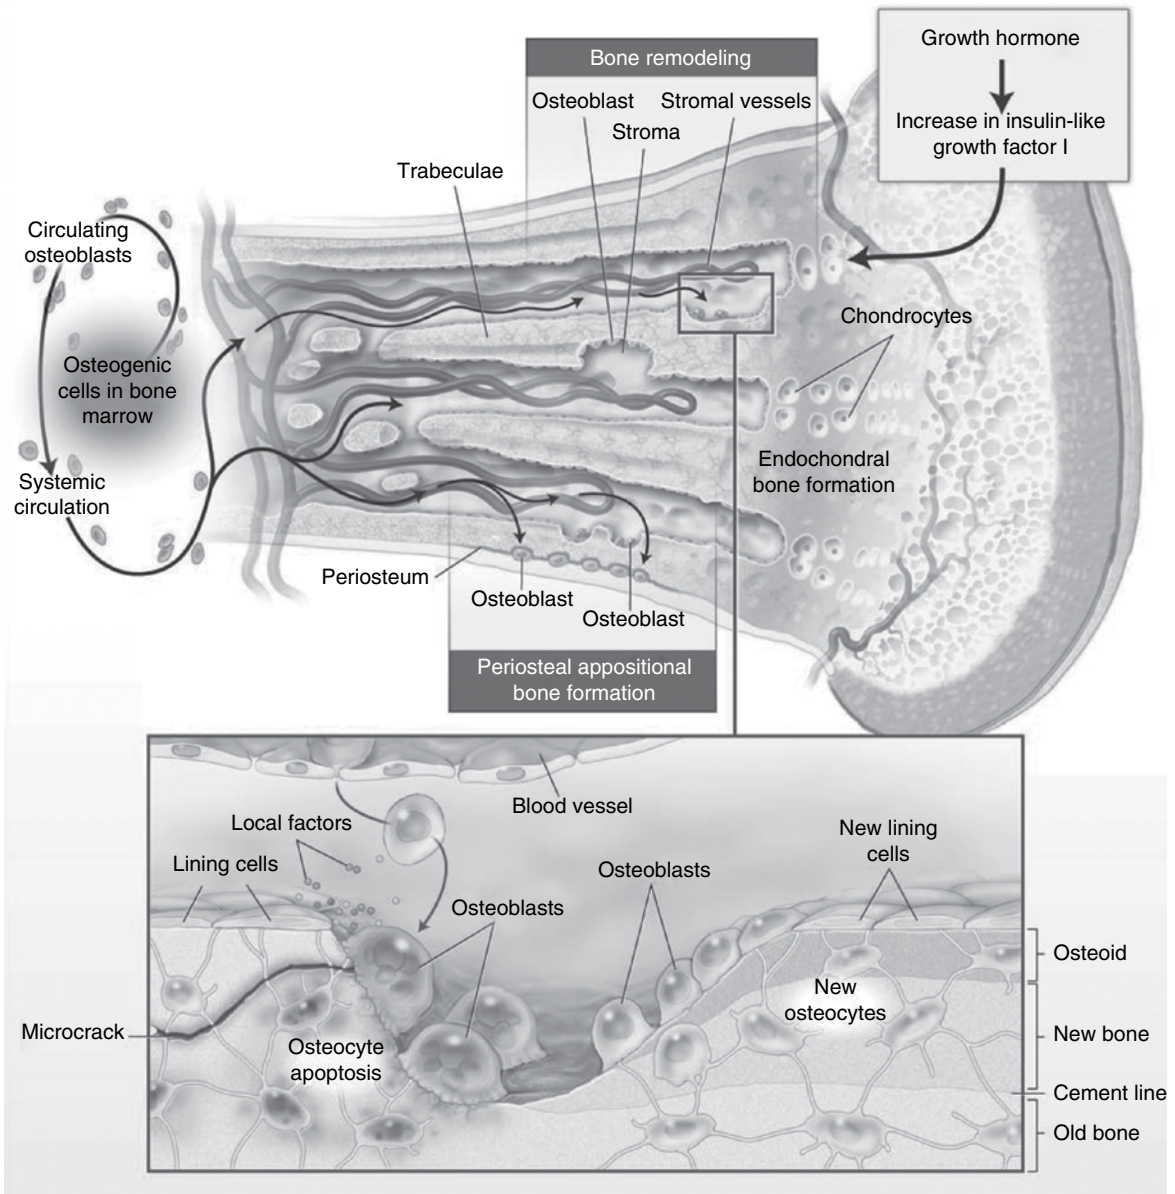 Growth hormone
Increase in insulin-like
growth factor I
Bone remodeling
Osteoblast
Stromal vessels
Stroma
Trabeculae
Circulating
osteoblasts
Chondrocytes
Osteogenic
cells in bone
marrow
Endochondral
bone formation
Systemic
circulation
Periosteum
Osteoblast
Osteoblast
Periosteal appositional
bone formation
Blood vessel
Local factors
New lining
cells
Lining cells
Osteoblasts
Osteoblasts
Osteoid
New
osteocytes
Microcrack
New bone
Osteocyte
apoptosis
Cement line
Old bone